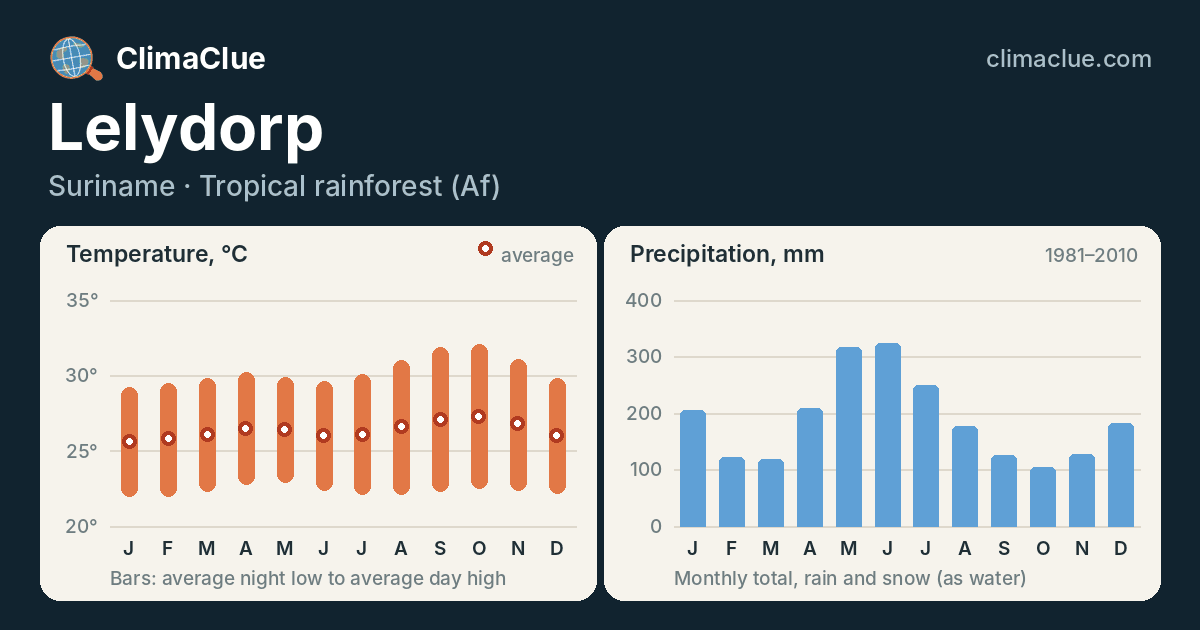 ClimaClue
climaclue.com
Lelydorp
Suriname · Tropical rainforest (Af)
Temperature, °C
average
35°
30°
25°
20°
J F M A M J J A S O N D
Bars: average night low to average day high
Precipitation, mm
1981–2010
400
300
200
100
0
J F M A M J J A S O N D
Monthly total, rain and snow (as water)